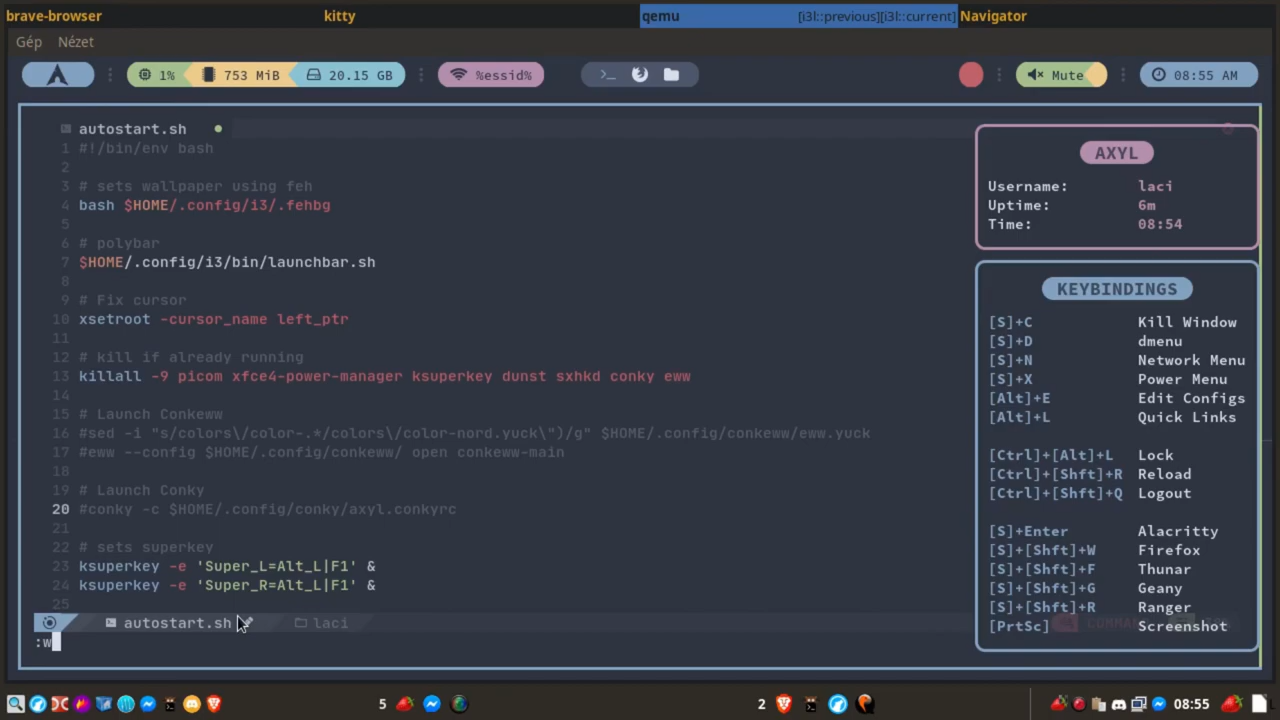 brave-browser
kitty
qemu [i3l::previous][i3l::current]
Navigator
Gép Nézet
1% 753 MiB 20.15 GB
%essid%
Mute
08:55 AM
autostart.sh
1 #!/bin/env bash
2
3 # sets wallpaper using feh
4 bash $HOME/.config/i3/.fehbg
5
6 # polybar
7 $HOME/.config/i3/bin/launchbar.sh
8
9 # Fix cursor
10 xsetroot -cursor_name left_ptr
11
12 # kill if already running
13 killall -9 picom xfce4-power-manager ksuperkey dunst sxhkd conky eww
14
15 # Launch Conkeww
16 #sed -i "s/colors\/color-.*/colors\/color-nord.yuck\")/g" $HOME/.config/conkeww/eww.yuck
17 #eww --config $HOME/.config/conkeww/ open conkeww-main
18
19 # Launch Conky
20 #conky -c $HOME/.config/conky/axyl.conkyrc
21
22 # sets superkey
23 ksuperkey -e 'Super_L=Alt_L|F1' &
24 ksuperkey -e 'Super_R=Alt_L|F1' &
25
autostart.sh laci
:w
AXYL
Username: laci
Uptime: 6m
Time: 08:54
KEYBINDINGS
[S]+C Kill Window
[S]+D dmenu
[S]+N Network Menu
[S]+X Power Menu
[Alt]+E Edit Configs
[Alt]+L Quick Links
[Ctrl]+[Alt]+L Lock
[Ctrl]+[Shft]+R Reload
[Ctrl]+[Shft]+Q Logout
[S]+Enter Alacritty
[S]+[Shft]+W Firefox
[S]+[Shft]+F Thunar
[S]+[Shft]+G Geany
[S]+[Shft]+R Ranger
[PrtSc] Screenshot
5
2
08:55